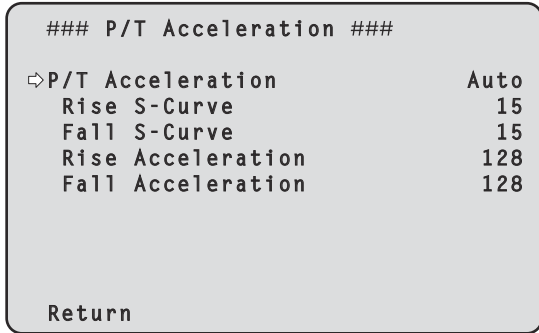 ### P/T Acceleration ###
⇨P/T Acceleration Auto
Rise S-Curve 15
Fall S-Curve 15
Rise Acceleration 128
Fall Acceleration 128
Return